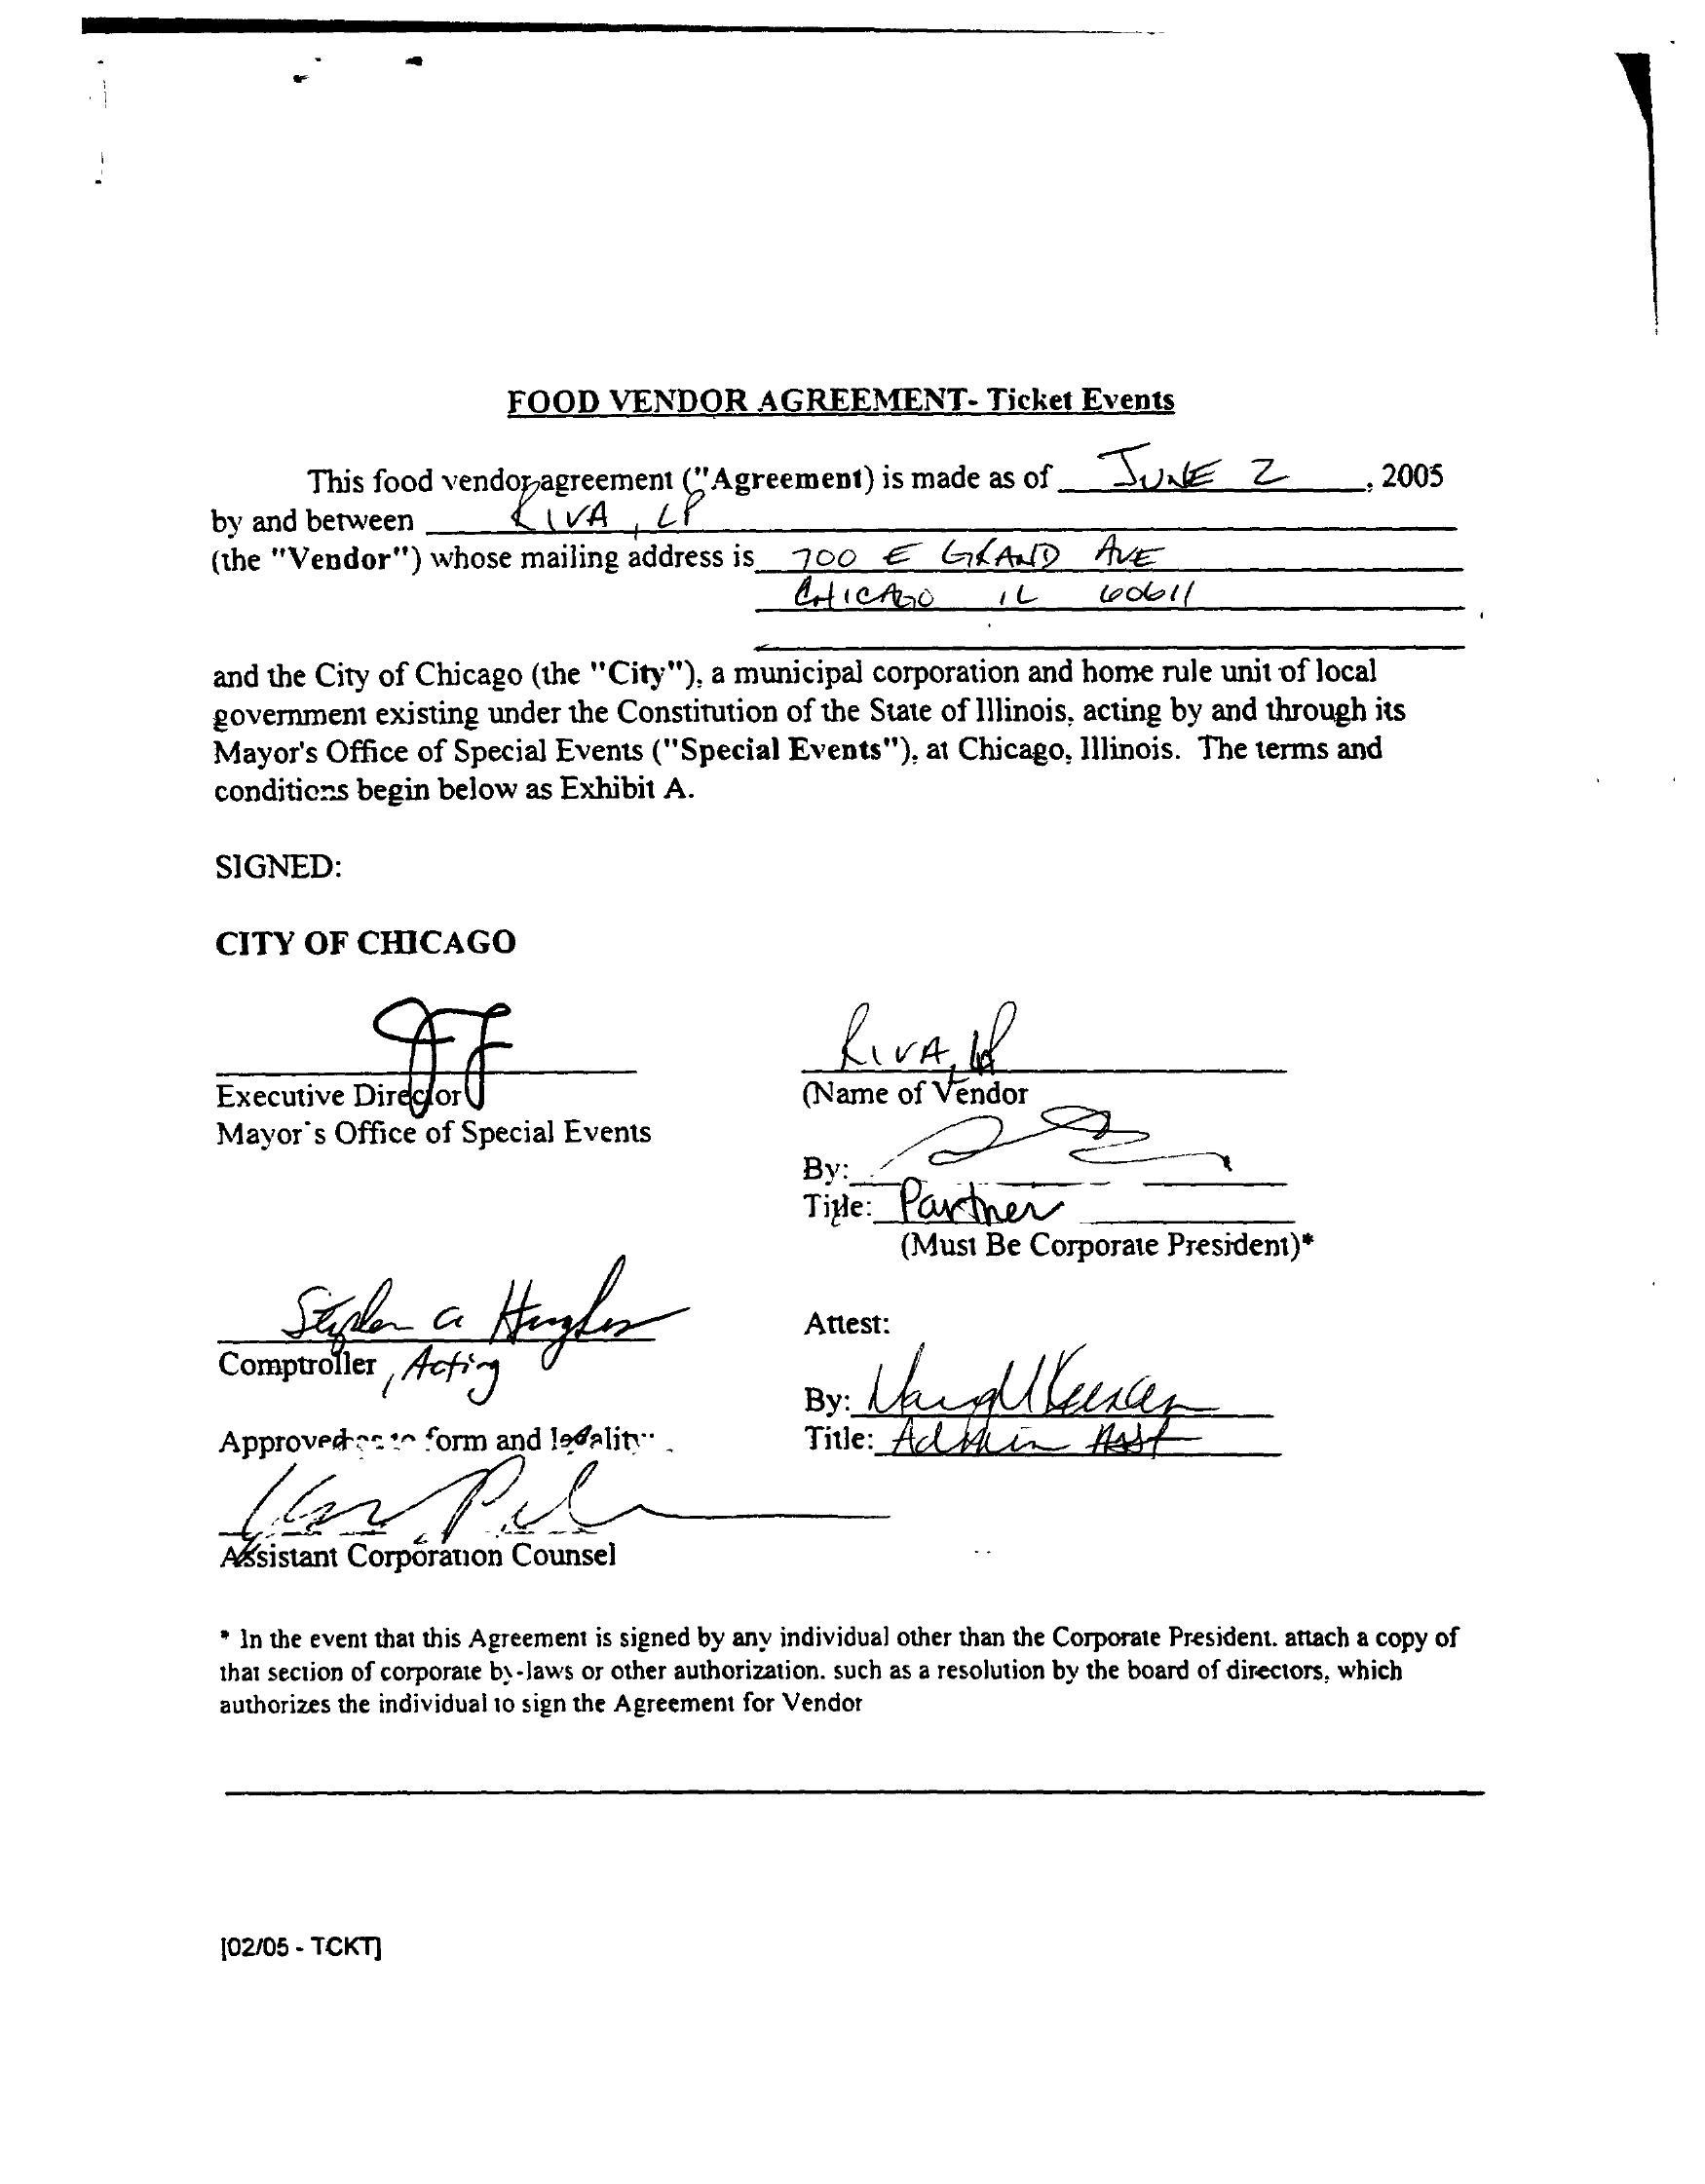 FOOD VENDOR AGREEMENT- Ticket Events
This food vendor agreement ("Agreement) is made as of JUNE 2, 2005
by and between RIVA, LP
(the "Vendor") whose mailing address is 700 E GRAND AVE
CHICAGO IL 60611
and the City of Chicago (the "City"), a municipal corporation and home rule unit of local
government existing under the Constitution of the State of Illinois, acting by and through its
Mayor's Office of Special Events ("Special Events"), at Chicago, Illinois. The terms and
conditions begin below as Exhibit A.
SIGNED:
CITY OF CHICAGO
RIVA, LP
Executive Director
(Name of Vendor
Mayor's Office of Special Events
By:
Title: Partner
(Must Be Corporate President)*
Stephen a Hughes
Attest:
Comptroller, Acting
By:
Approved as to form and legality
Title: Admin Asst
Assistant Corporation Counsel
* In the event that this Agreement is signed by any individual other than the Corporate President, attach a copy of
that section of corporate by-laws or other authorization, such as a resolution by the board of directors, which
authorizes the individual to sign the Agreement for Vendor
[02/05 - TCKT]